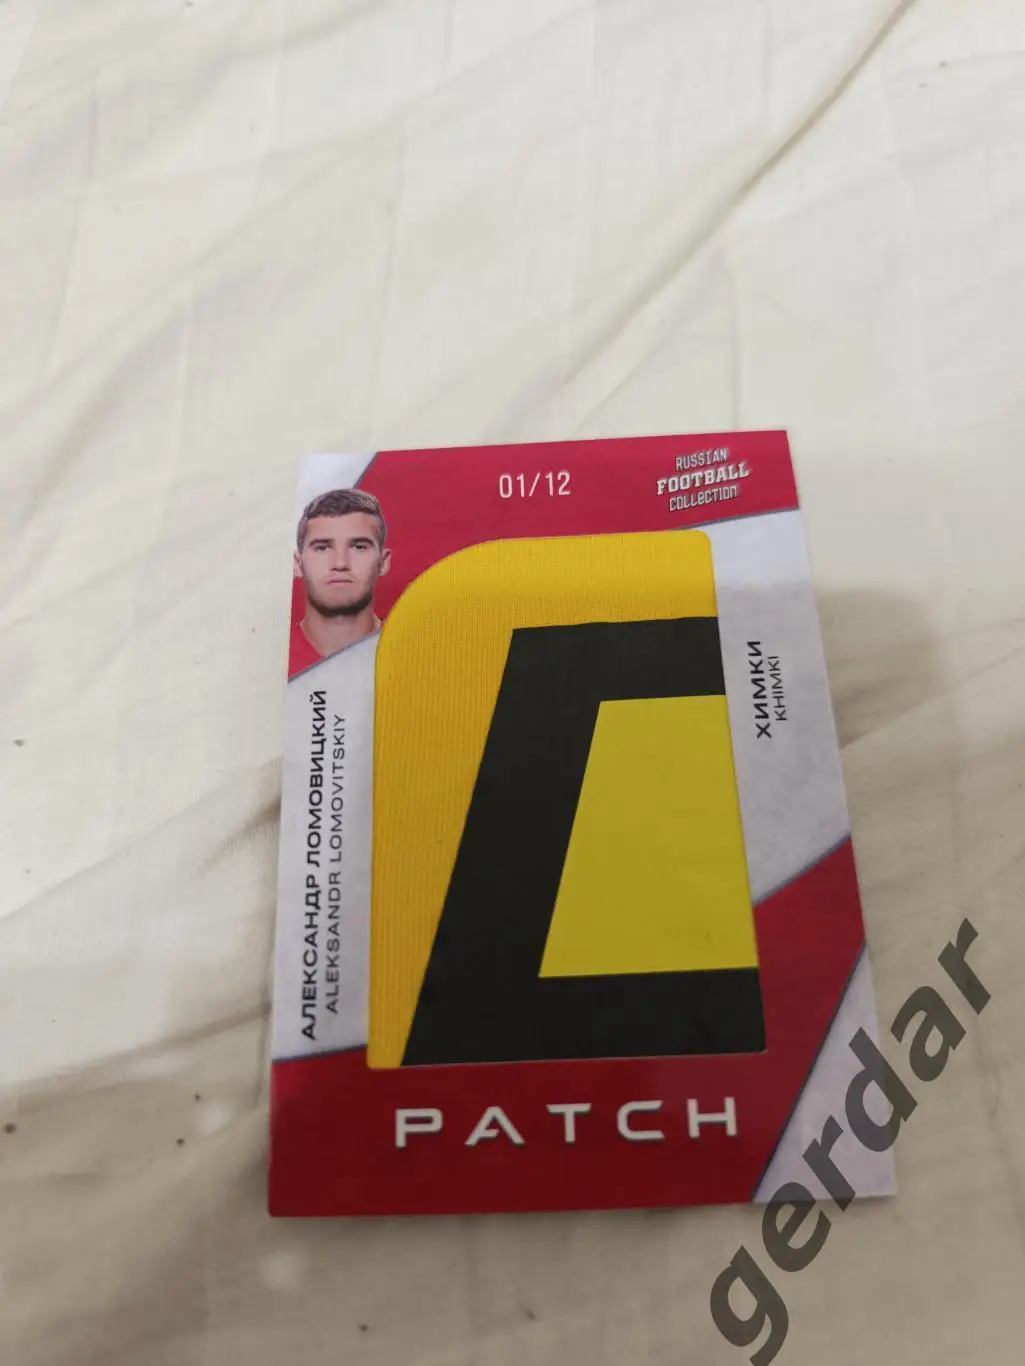 01/12
RUSSIAN
FOOTBALL
COLLECTION
АЛЕКСАНДР ЛОМОВИЦКИЙ
ALEKSANDR LOMOVITSKIY
ХИМКИ
KHIMKI
PATCH
gerdar